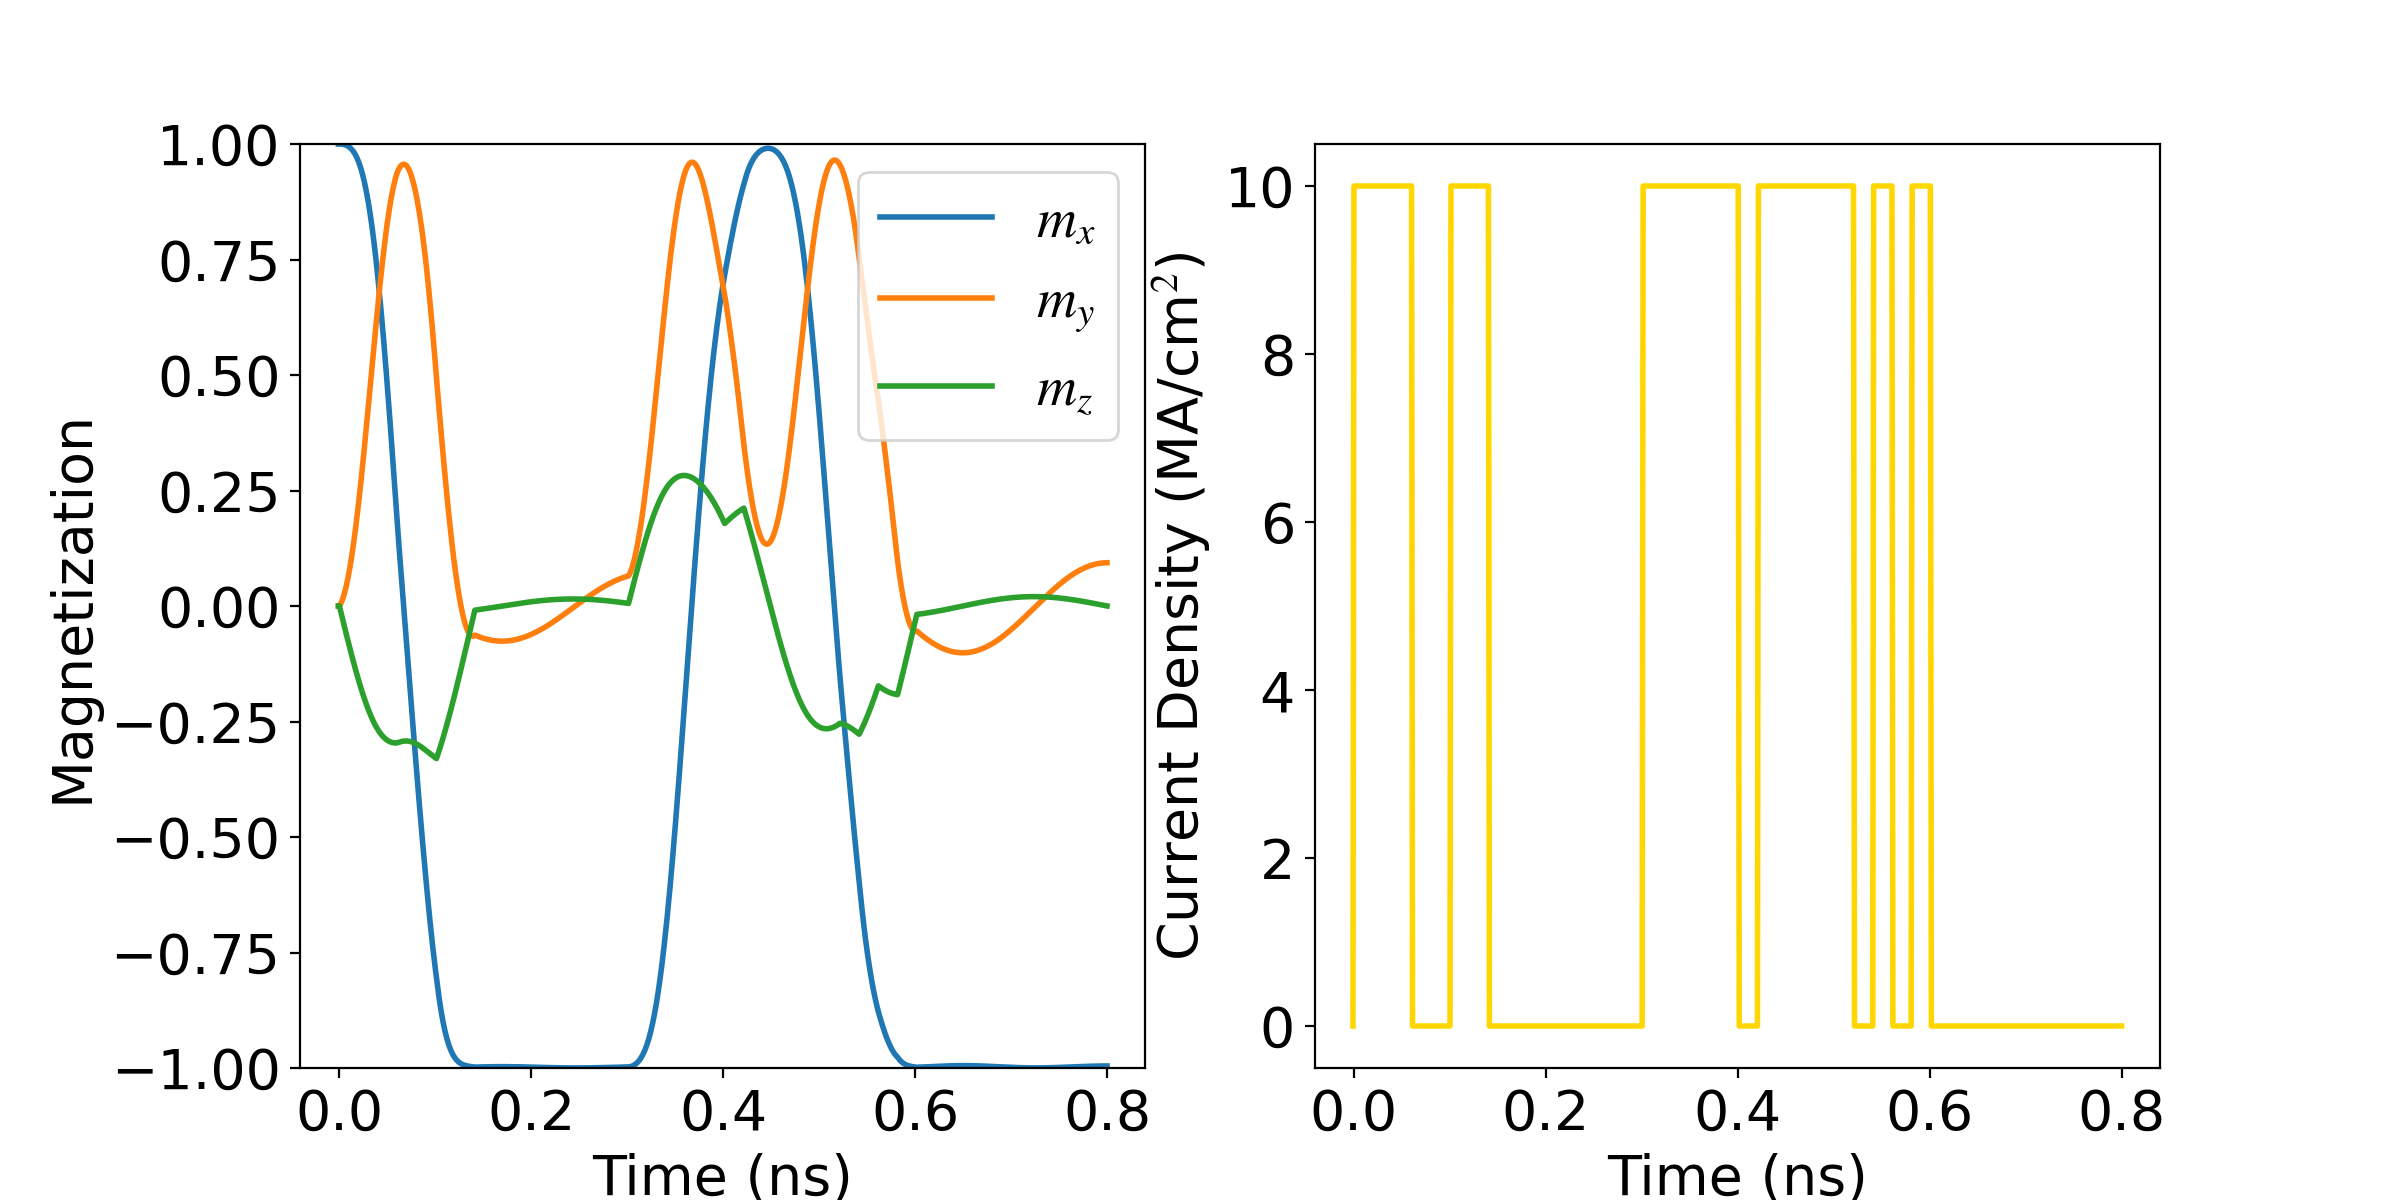 1.00
0.75
0.50
0.25
0.00
−0.25
−0.50
−0.75
−1.00
Magnetization
0.0 0.2 0.4 0.6 0.8
Time (ns)
m_x
m_y
m_z
10
8
6
4
2
0
Current Density (MA/cm²)
0.0 0.2 0.4 0.6 0.8
Time (ns)